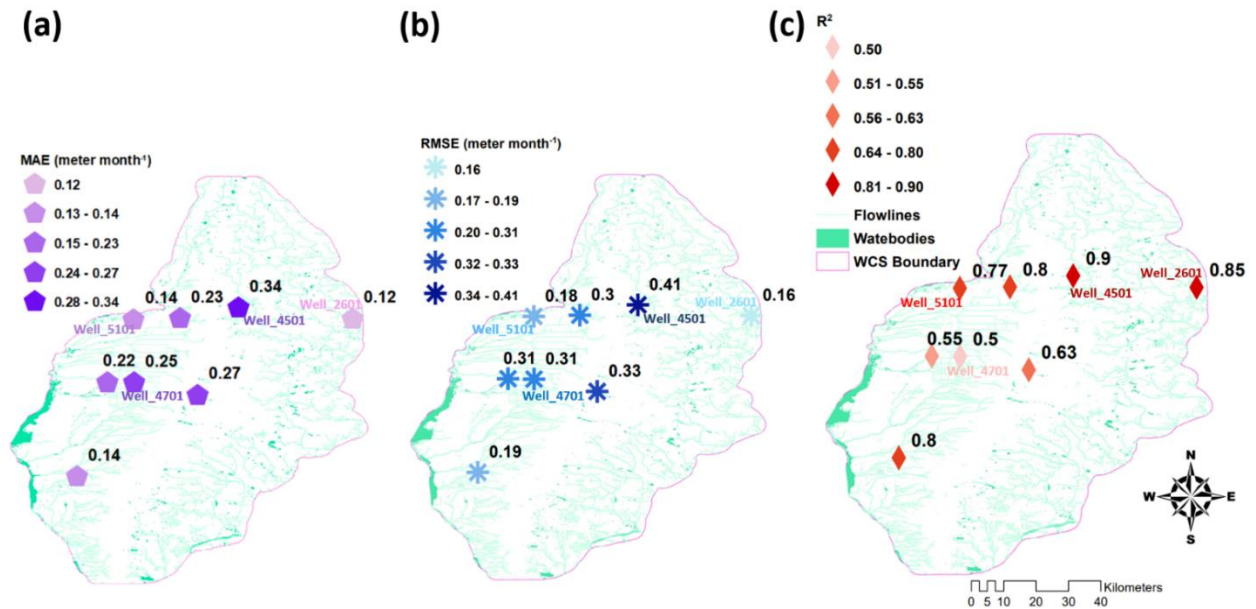 (a)
MAE (meter month-1)
0.12
0.13 - 0.14
0.15 - 0.23
0.24 - 0.27
0.28 - 0.34
0.14
0.23
0.34
0.12
Well_5101
Well_4501
Well_2601
0.22
0.25
0.27
Well_4701
0.14
(b)
RMSE (meter month-1)
0.16
0.17 - 0.19
0.20 - 0.31
0.32 - 0.33
0.34 - 0.41
0.18
0.3
0.41
0.16
Well_5101
Well_4501
Well_2601
0.31
0.31
0.33
Well_4701
0.19
(c)
R2
0.50
0.51 - 0.55
0.56 - 0.63
0.64 - 0.80
0.81 - 0.90
Flowlines
Watebodies
WCS Boundary
0.77
0.8
0.9
0.85
Well_5101
Well_4501
Well_2601
0.55
0.5
0.63
Well_4701
0.8
N
W
E
S
Kilometers
0 5 10 20 30 40